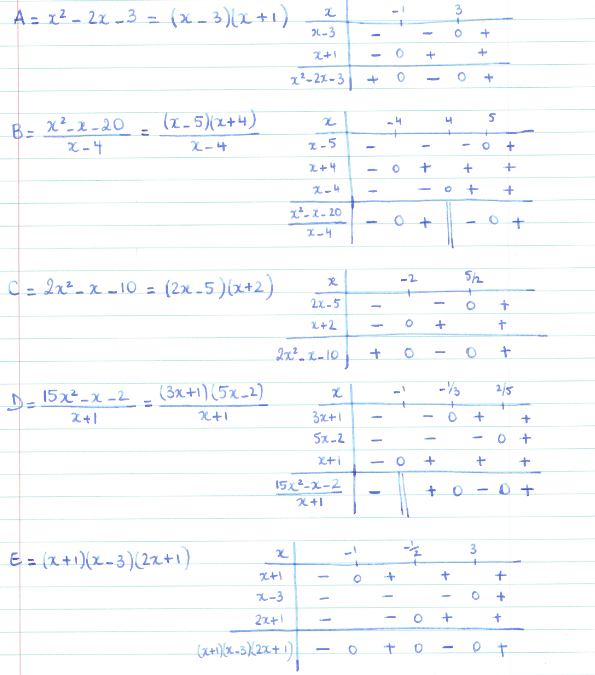 A = x² - 2x - 3 = (x - 3)(x + 1)
x -1 3
x-3 - - 0 +
x+1 - 0 + +
x²-2x-3 + 0 - 0 +
B = x² - x - 20 / x - 4 = (x - 5)(x + 4) / x - 4
x -4 4 5
x-5 - - - 0 +
x+4 - 0 + + +
x-4 - - 0 + +
x²-x-20 / x-4 - 0 + || - 0 +
C = 2x² - x - 10 = (2x - 5)(x + 2)
x -2 5/2
2x-5 - - 0 +
x+2 - 0 + +
2x²-x-10 + 0 - 0 +
D = 15x² - x - 2 / x+1 = (3x+1)(5x-2) / x+1
x -1 -1/3 2/5
3x+1 - - 0 + +
5x-2 - - - 0 +
x+1 - 0 + + +
15x²-x-2 / x+1 - || + 0 - 0 +
E = (x+1)(x-3)(2x+1)
x -1 -1/2 3
x+1 - 0 + + +
x-3 - - - 0 +
2x+1 - - 0 + +
(x+1)(x-3)(2x+1) - 0 + 0 - 0 +